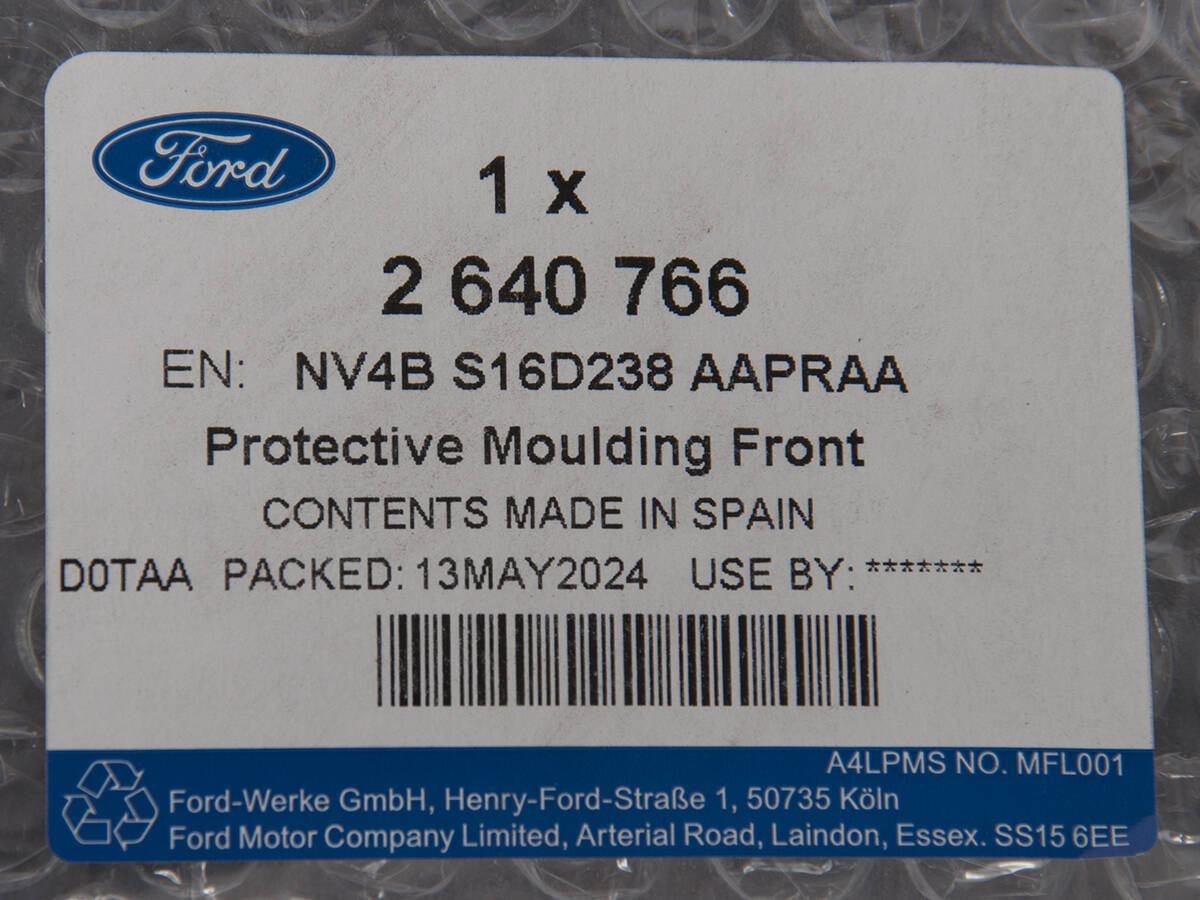 Ford
1 x
2 640 766
EN: NV4B S16D238 AAPRAA
Protective Moulding Front
CONTENTS MADE IN SPAIN
D0TAA PACKED: 13MAY2024 USE BY: *******
A4LPMS NO. MFL001
Ford-Werke GmbH, Henry-Ford-Straße 1, 50735 Köln
Ford Motor Company Limited, Arterial Road, Laindon, Essex. SS15 6EE